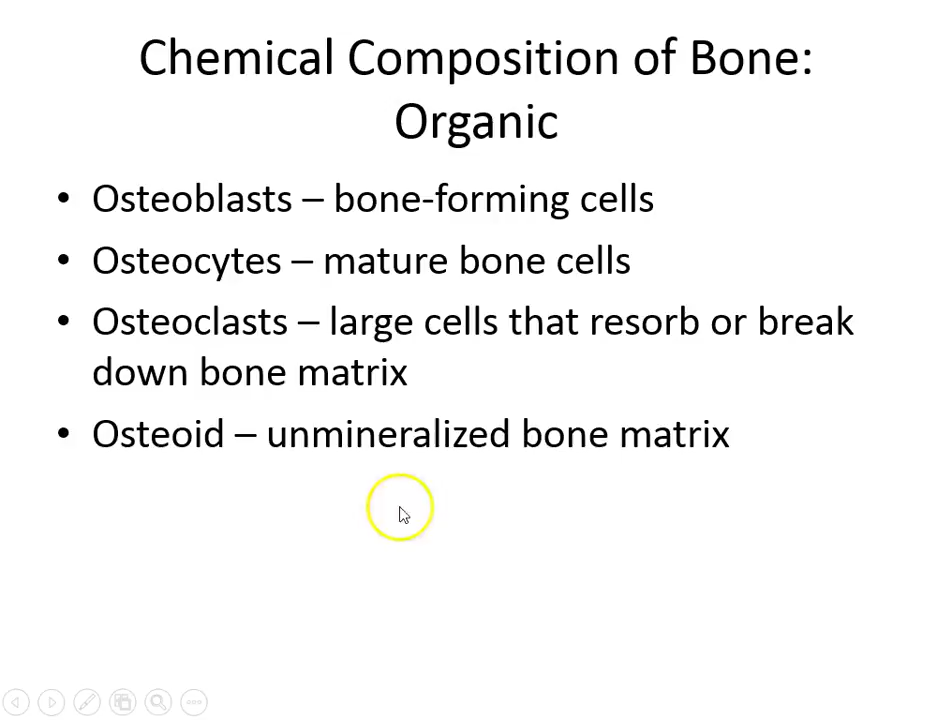 Chemical Composition of Bone:
Organic
• Osteoblasts – bone-forming cells
• Osteocytes – mature bone cells
• Osteoclasts – large cells that resorb or break
down bone matrix
• Osteoid – unmineralized bone matrix